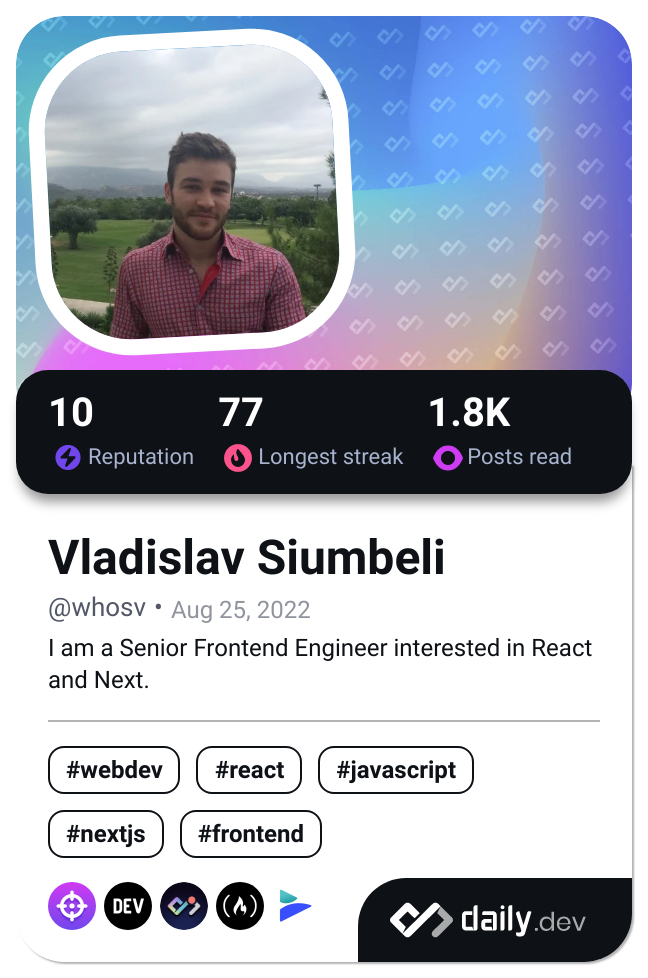 10 77 1.8K
Reputation Longest streak Posts read
Vladislav Siumbeli
@whosv • Aug 25, 2022
I am a Senior Frontend Engineer interested in React
and Next.
#webdev #react #javascript
#nextjs #frontend
DEV
daily.dev